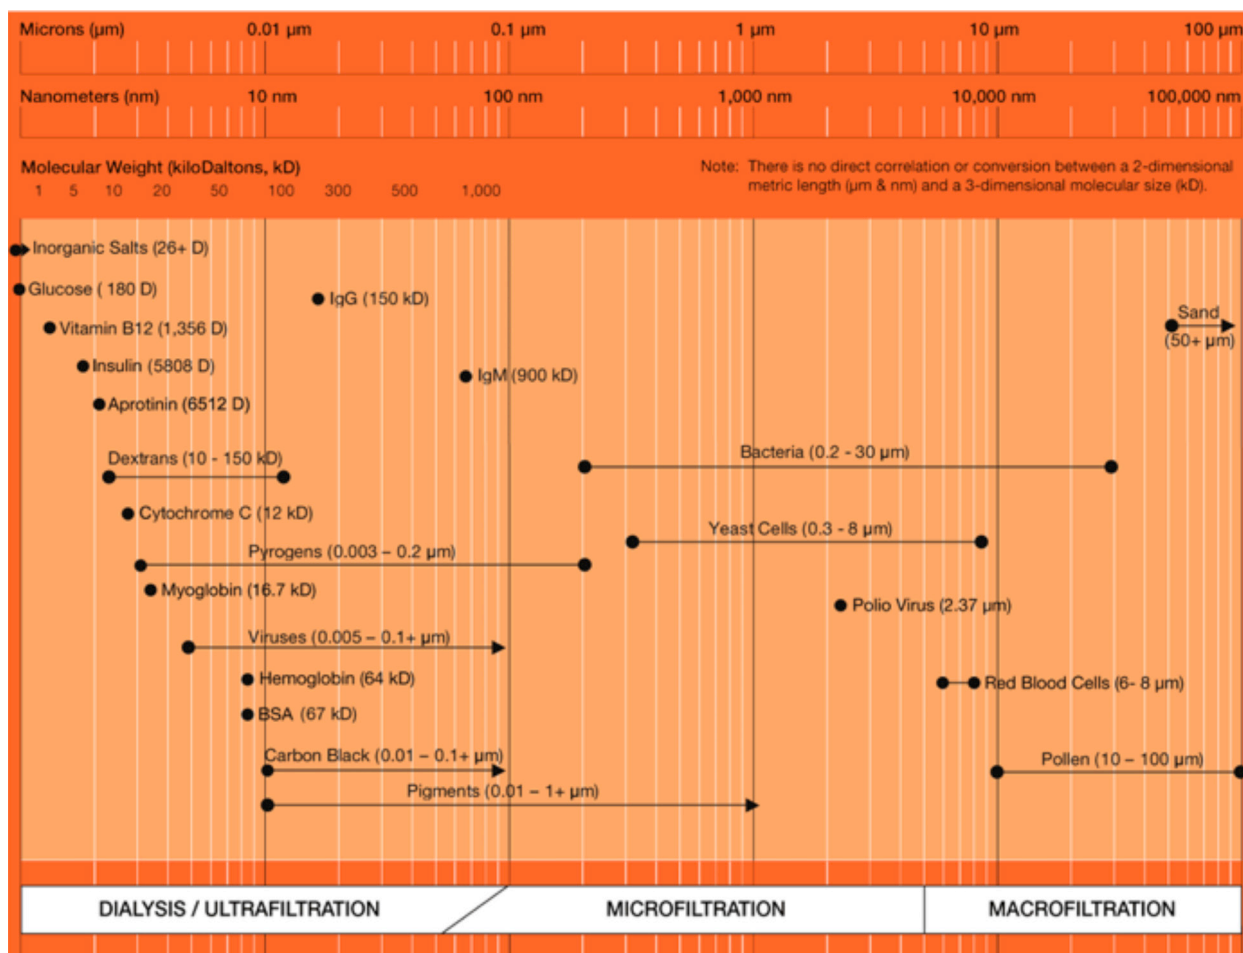 Microns (µm) 0.01 µm 0.1 µm 1 µm 10 µm 100 µm
Nanometers (nm) 10 nm 100 nm 1,000 nm 10,000 nm 100,000 nm
Molecular Weight (kiloDaltons, kD)
1 5 10 20 50 100 300 500 1,000
Note: There is no direct correlation or conversion between a 2-dimensional
metric length (µm & nm) and a 3-dimensional molecular size (kD).
Inorganic Salts (26+ D)
Glucose ( 180 D)
IgG (150 kD)
Sand
(50+ µm)
Vitamin B12 (1,356 D)
Insulin (5808 D)
IgM (900 kD)
Aprotinin (6512 D)
Dextrans (10 - 150 kD)
Bacteria (0.2 - 30 µm)
Cytochrome C (12 kD)
Yeast Cells (0.3 - 8 µm)
Pyrogens (0.003 – 0.2 µm)
Myoglobin (16.7 kD)
Polio Virus (2.37 µm)
Viruses (0.005 – 0.1+ µm)
Hemoglobin (64 kD)
Red Blood Cells (6- 8 µm)
BSA (67 kD)
Carbon Black (0.01 – 0.1+ µm)
Pollen (10 – 100 µm)
Pigments (0.01 – 1+ µm)
DIALYSIS / ULTRAFILTRATION MICROFILTRATION MACROFILTRATION